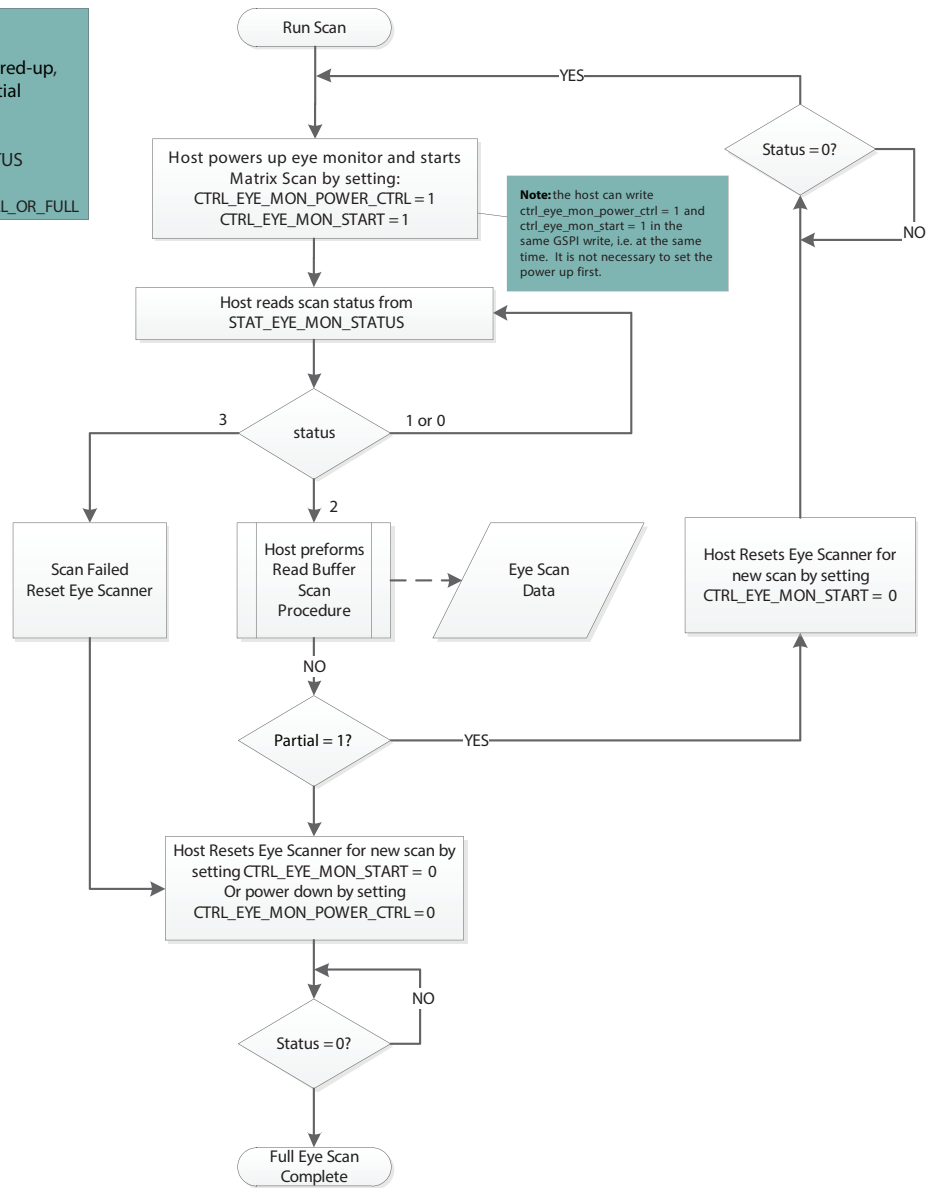 red-up,
tial
TUS
L_OR_FULL
Run Scan
YES
Status = 0?
NO
Host powers up eye monitor and starts
Matrix Scan by setting:
CTRL_EYE_MON_POWER_CTRL = 1
CTRL_EYE_MON_START = 1
Note: the host can write
ctrl_eye_mon_power_ctrl = 1 and
ctrl_eye_mon_start = 1 in the
same GSPI write, i.e. at the same
time. It is not necessary to set the
power up first.
Host reads scan status from
STAT_EYE_MON_STATUS
3
status
1 or 0
2
Scan Failed
Reset Eye Scanner
Host preforms
Read Buffer
Scan
Procedure
Eye Scan
Data
Host Resets Eye Scanner for
new scan by setting
CTRL_EYE_MON_START = 0
NO
Partial = 1?
YES
Host Resets Eye Scanner for new scan by
setting CTRL_EYE_MON_START = 0
Or power down by setting
CTRL_EYE_MON_POWER_CTRL = 0
NO
Status = 0?
Full Eye Scan
Complete